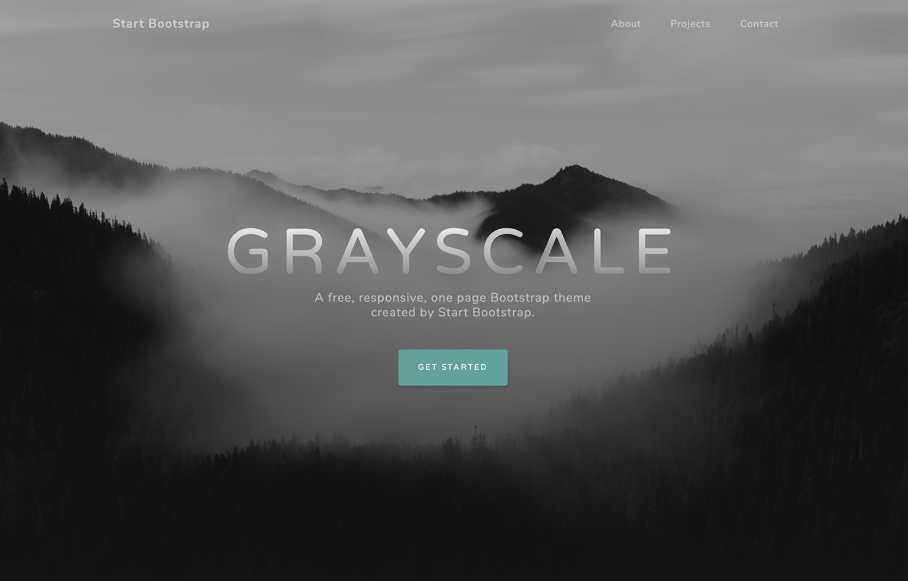 Start Bootstrap
About
Projects
Contact
GRAYSCALE
A free, responsive, one page Bootstrap theme
created by Start Bootstrap.
GET STARTED